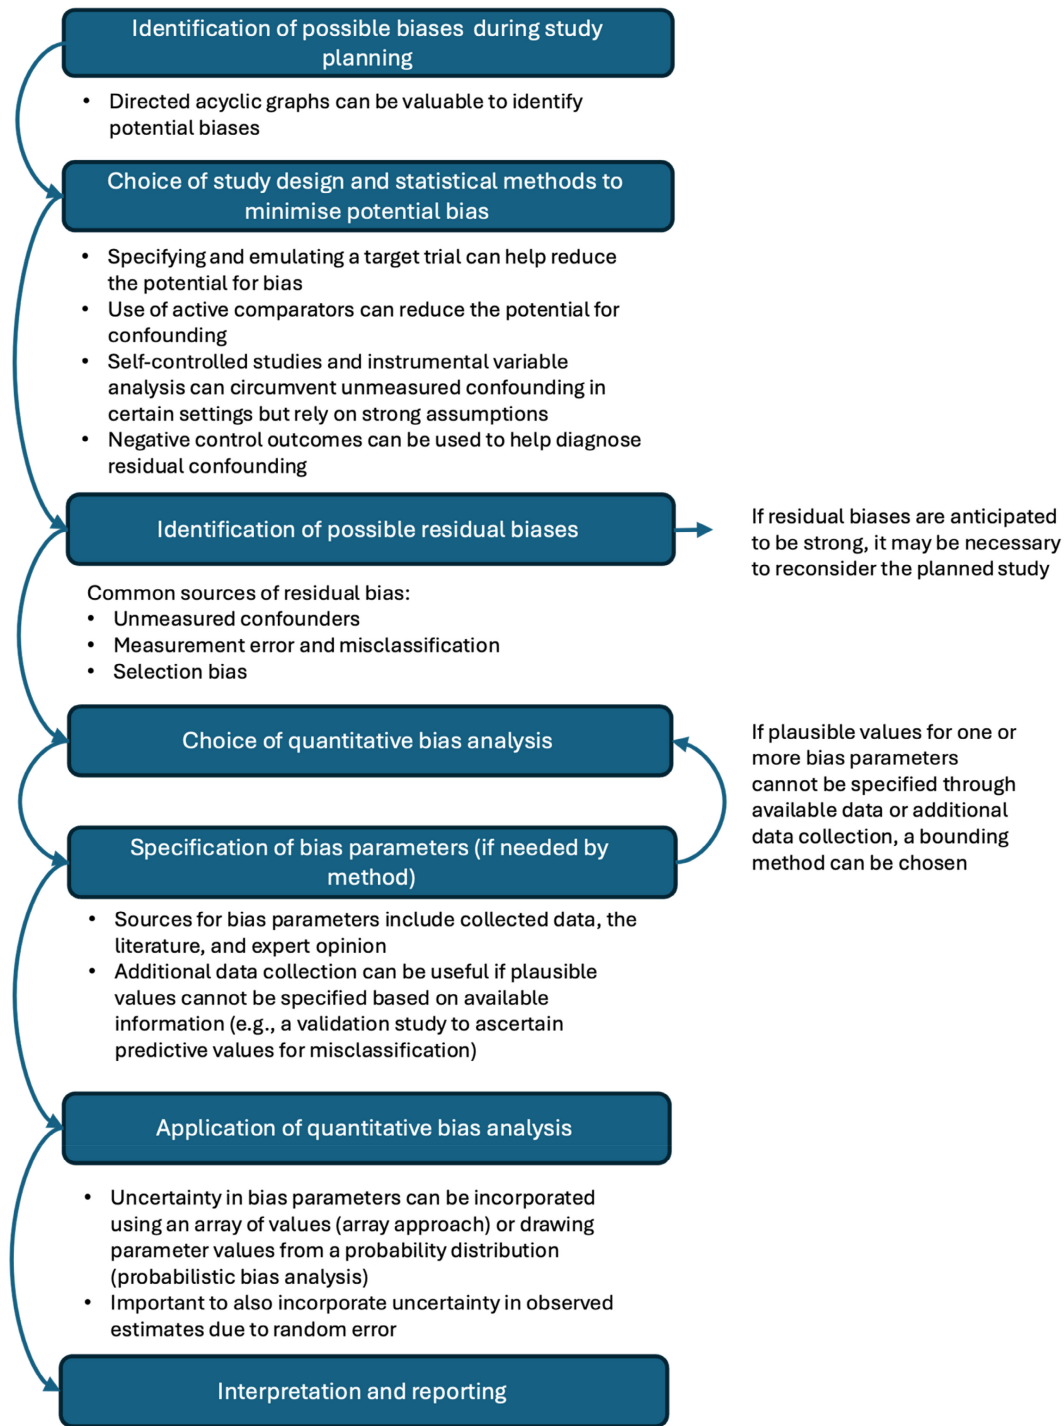 Identification of possible biases during study
planning
• Directed acyclic graphs can be valuable to identify
potential biases
Choice of study design and statistical methods to
minimise potential bias
• Specifying and emulating a target trial can help reduce
the potential for bias
• Use of active comparators can reduce the potential for
confounding
• Self-controlled studies and instrumental variable
analysis can circumvent unmeasured confounding in
certain settings but rely on strong assumptions
• Negative control outcomes can be used to help diagnose
residual confounding
Identification of possible residual biases
If residual biases are anticipated
to be strong, it may be necessary
to reconsider the planned study
Common sources of residual bias:
• Unmeasured confounders
• Measurement error and misclassification
• Selection bias
Choice of quantitative bias analysis
If plausible values for one or
more bias parameters
cannot be specified through
available data or additional
data collection, a bounding
method can be chosen
Specification of bias parameters (if needed by
method)
• Sources for bias parameters include collected data, the
literature, and expert opinion
• Additional data collection can be useful if plausible
values cannot be specified based on available
information (e.g., a validation study to ascertain
predictive values for misclassification)
Application of quantitative bias analysis
• Uncertainty in bias parameters can be incorporated
using an array of values (array approach) or drawing
parameter values from a probability distribution
(probabilistic bias analysis)
• Important to also incorporate uncertainty in observed
estimates due to random error
Interpretation and reporting